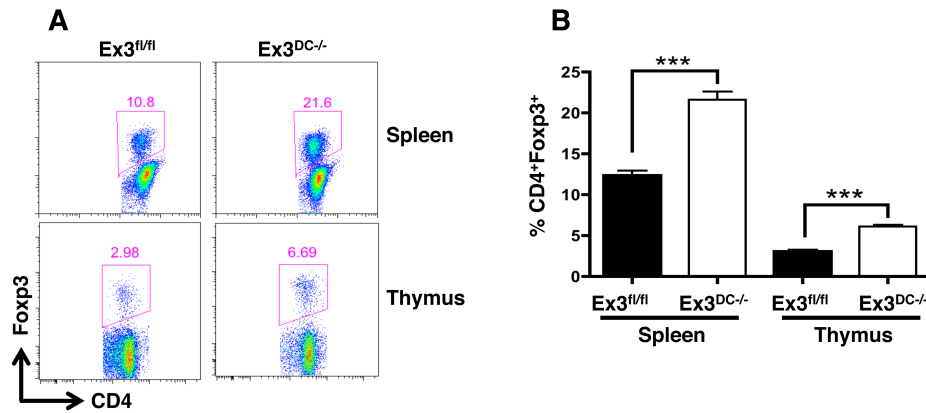 A
Ex3fl/fl
Ex3DC-/-
10.8
21.6
Spleen
2.98
6.69
Thymus
Foxp3
CD4
B
***
***
% CD4+Foxp3+
25
20
15
10
5
0
Ex3fl/fl
Ex3DC-/-
Ex3fl/fl
Ex3DC-/-
Spleen
Thymus